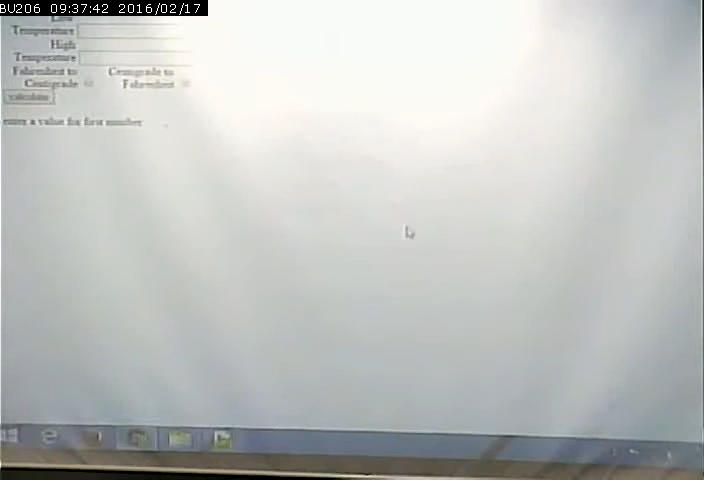 BU206 09:37:42 2016/02/17
Low
Temperature
High
Temperature
Fahrenheit to Centigrade to
Centigrade Fahrenheit
calculate
enter a value for first number